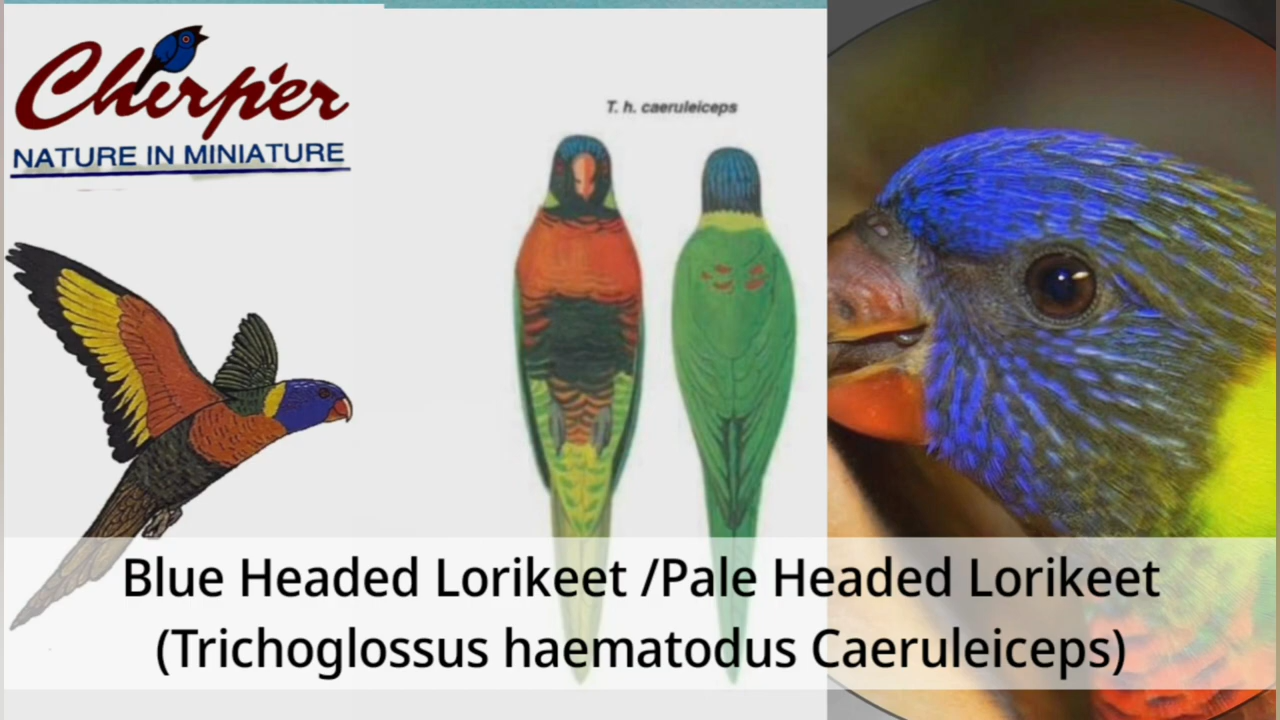 Chirper
NATURE IN MINIATURE
T. h. caeruleiceps
Blue Headed Lorikeet /Pale Headed Lorikeet
(Trichoglossus haematodus Caeruleiceps)